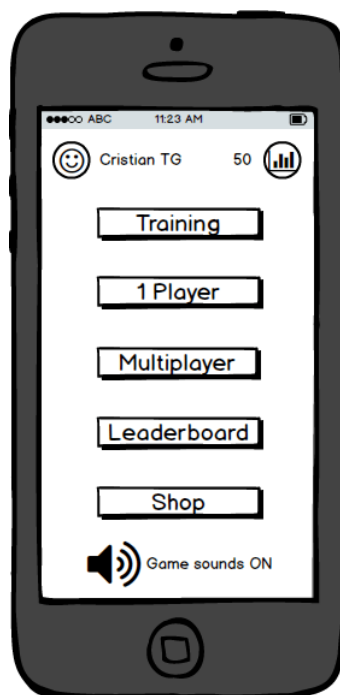 ABC 11:23 AM
Cristian TG 50
Training
1 Player
Multiplayer
Leaderboard
Shop
Game sounds ON